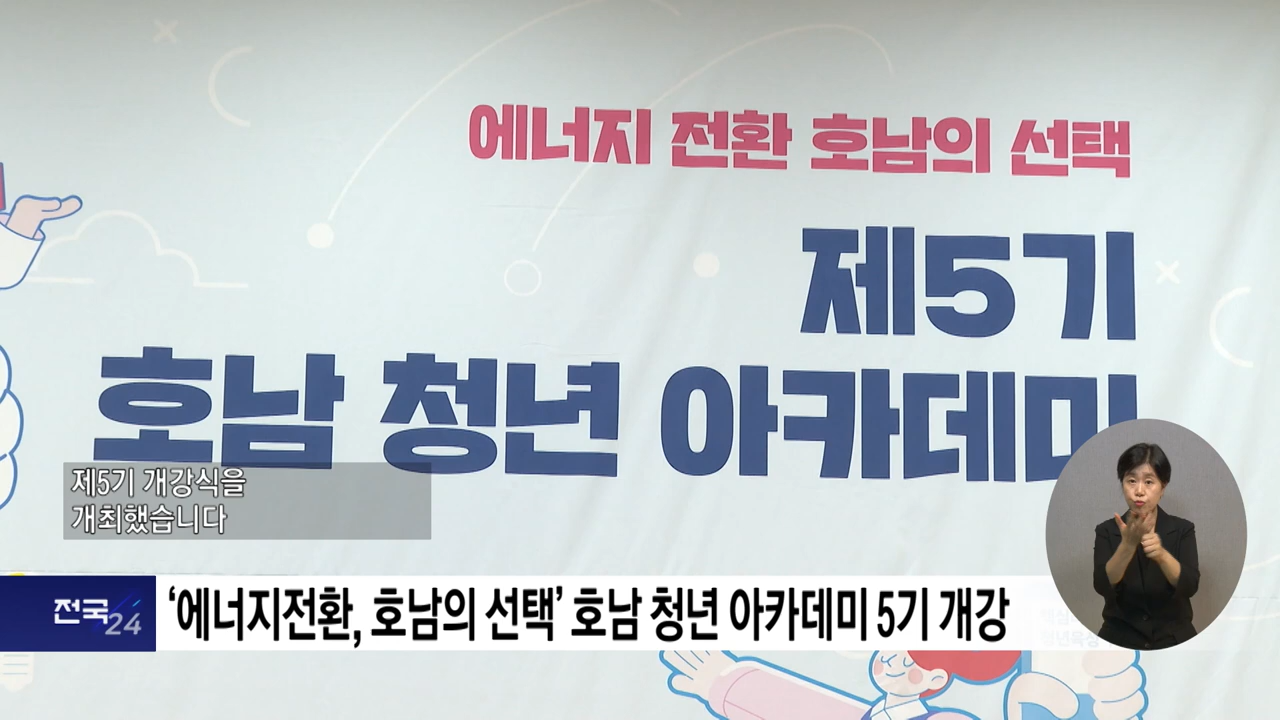 에너지 전환 호남의 선택
제5기
호남 청년 아카데미
제5기 개강식을
개최했습니다
전국24
‘에너지전환, 호남의 선택’ 호남 청년 아카데미 5기 개강